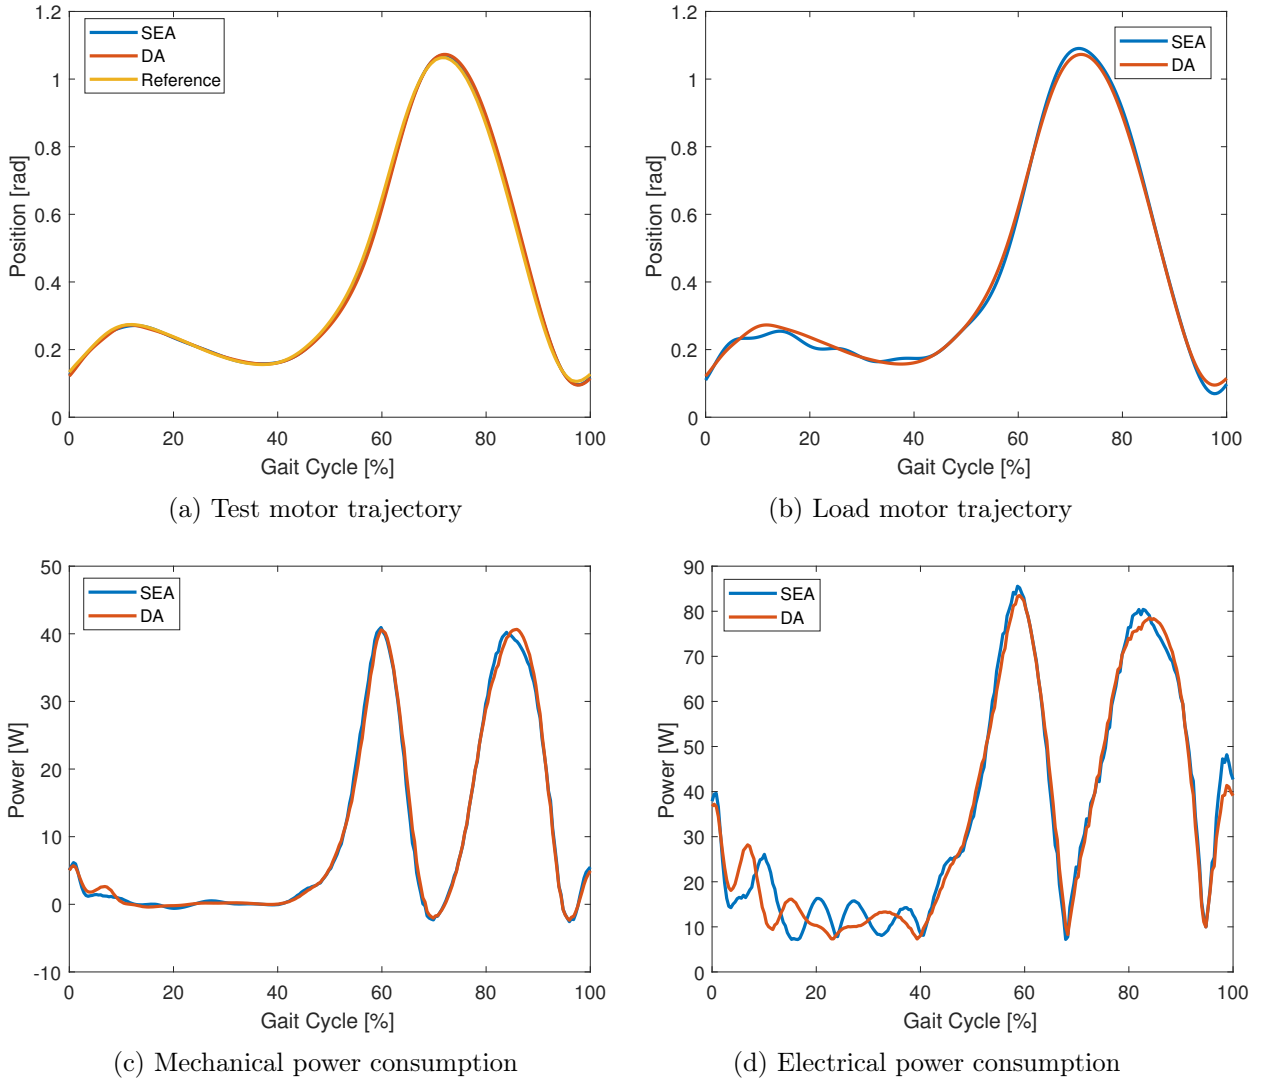 1.2
1
0.8
0.6
0.4
0.2
0
Position [rad]
SEA
DA
Reference
0 20 40 60 80 100
Gait Cycle [%]
(a) Test motor trajectory
1.2
1
0.8
0.6
0.4
0.2
0
Position [rad]
SEA
DA
0 20 40 60 80 100
Gait Cycle [%]
(b) Load motor trajectory
50
40
30
20
10
0
-10
Power [W]
SEA
DA
0 20 40 60 80 100
Gait Cycle [%]
(c) Mechanical power consumption
90
80
70
60
50
40
30
20
10
0
Power [W]
SEA
DA
0 20 40 60 80 100
Gait Cycle [%]
(d) Electrical power consumption